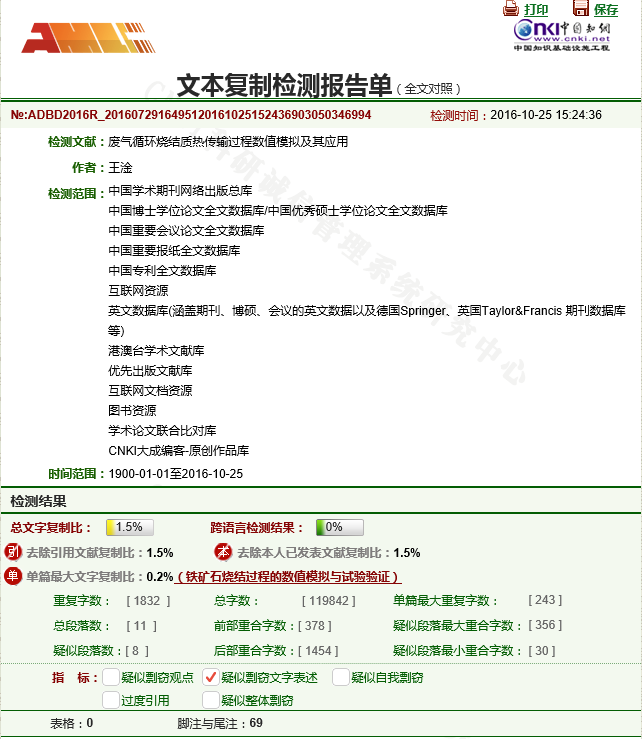 打印 保存
AMLC
CNKI中国知网
www.cnki.net
中国知识基础设施工程
文本复制检测报告单（全文对照）
№:ADBD2016R_2016072916495120161025152436903050346994 检测时间：2016-10-25 15:24:36
检测文献：废气循环烧结质热传输过程数值模拟及其应用
作者：王淦
检测范围：中国学术期刊网络出版总库
中国博士学位论文全文数据库/中国优秀硕士学位论文全文数据库
中国重要会议论文全文数据库
中国重要报纸全文数据库
中国专利全文数据库
互联网资源
英文数据库(涵盖期刊、博硕、会议的英文数据以及德国Springer、英国Taylor&Francis 期刊数据库
等)
港澳台学术文献库
优先出版文献库
互联网文档资源
图书资源
学术论文联合比对库
CNKI大成编客-原创作品库
时间范围：1900-01-01至2016-10-25
检测结果
总文字复制比： 1.5% 跨语言检测结果： 0%
引 去除引用文献复制比：1.5% 本 去除本人已发表文献复制比：1.5%
单 单篇最大文字复制比：0.2%（铁矿石烧结过程的数值模拟与试验验证）
重复字数： [ 1832 ] 总字数： [ 119842 ] 单篇最大重复字数： [ 243 ]
总段落数： [ 11 ] 前部重合字数：[ 378 ] 疑似段落最大重合字数： [ 356 ]
疑似段落数：[ 8 ] 后部重合字数：[ 1454 ] 疑似段落最小重合字数： [ 30 ]
指 标： 疑似剽窃观点 疑似剽窃文字表述 疑似自我剽窃
过度引用 疑似整体剽窃
表格：0 脚注与尾注：69
科研诚信管理系统研究中心